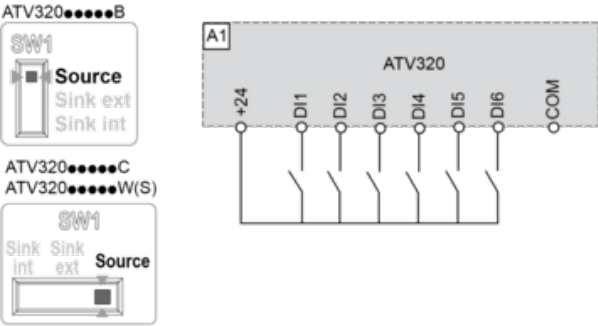 ATV320●●●●●B
SW1
Source
Sink ext
Sink int
ATV320●●●●●C
ATV320●●●●●W(S)
SW1
Sink int
Sink ext
Source
A1
ATV320
+24
DI1
DI2
DI3
DI4
DI5
DI6
COM